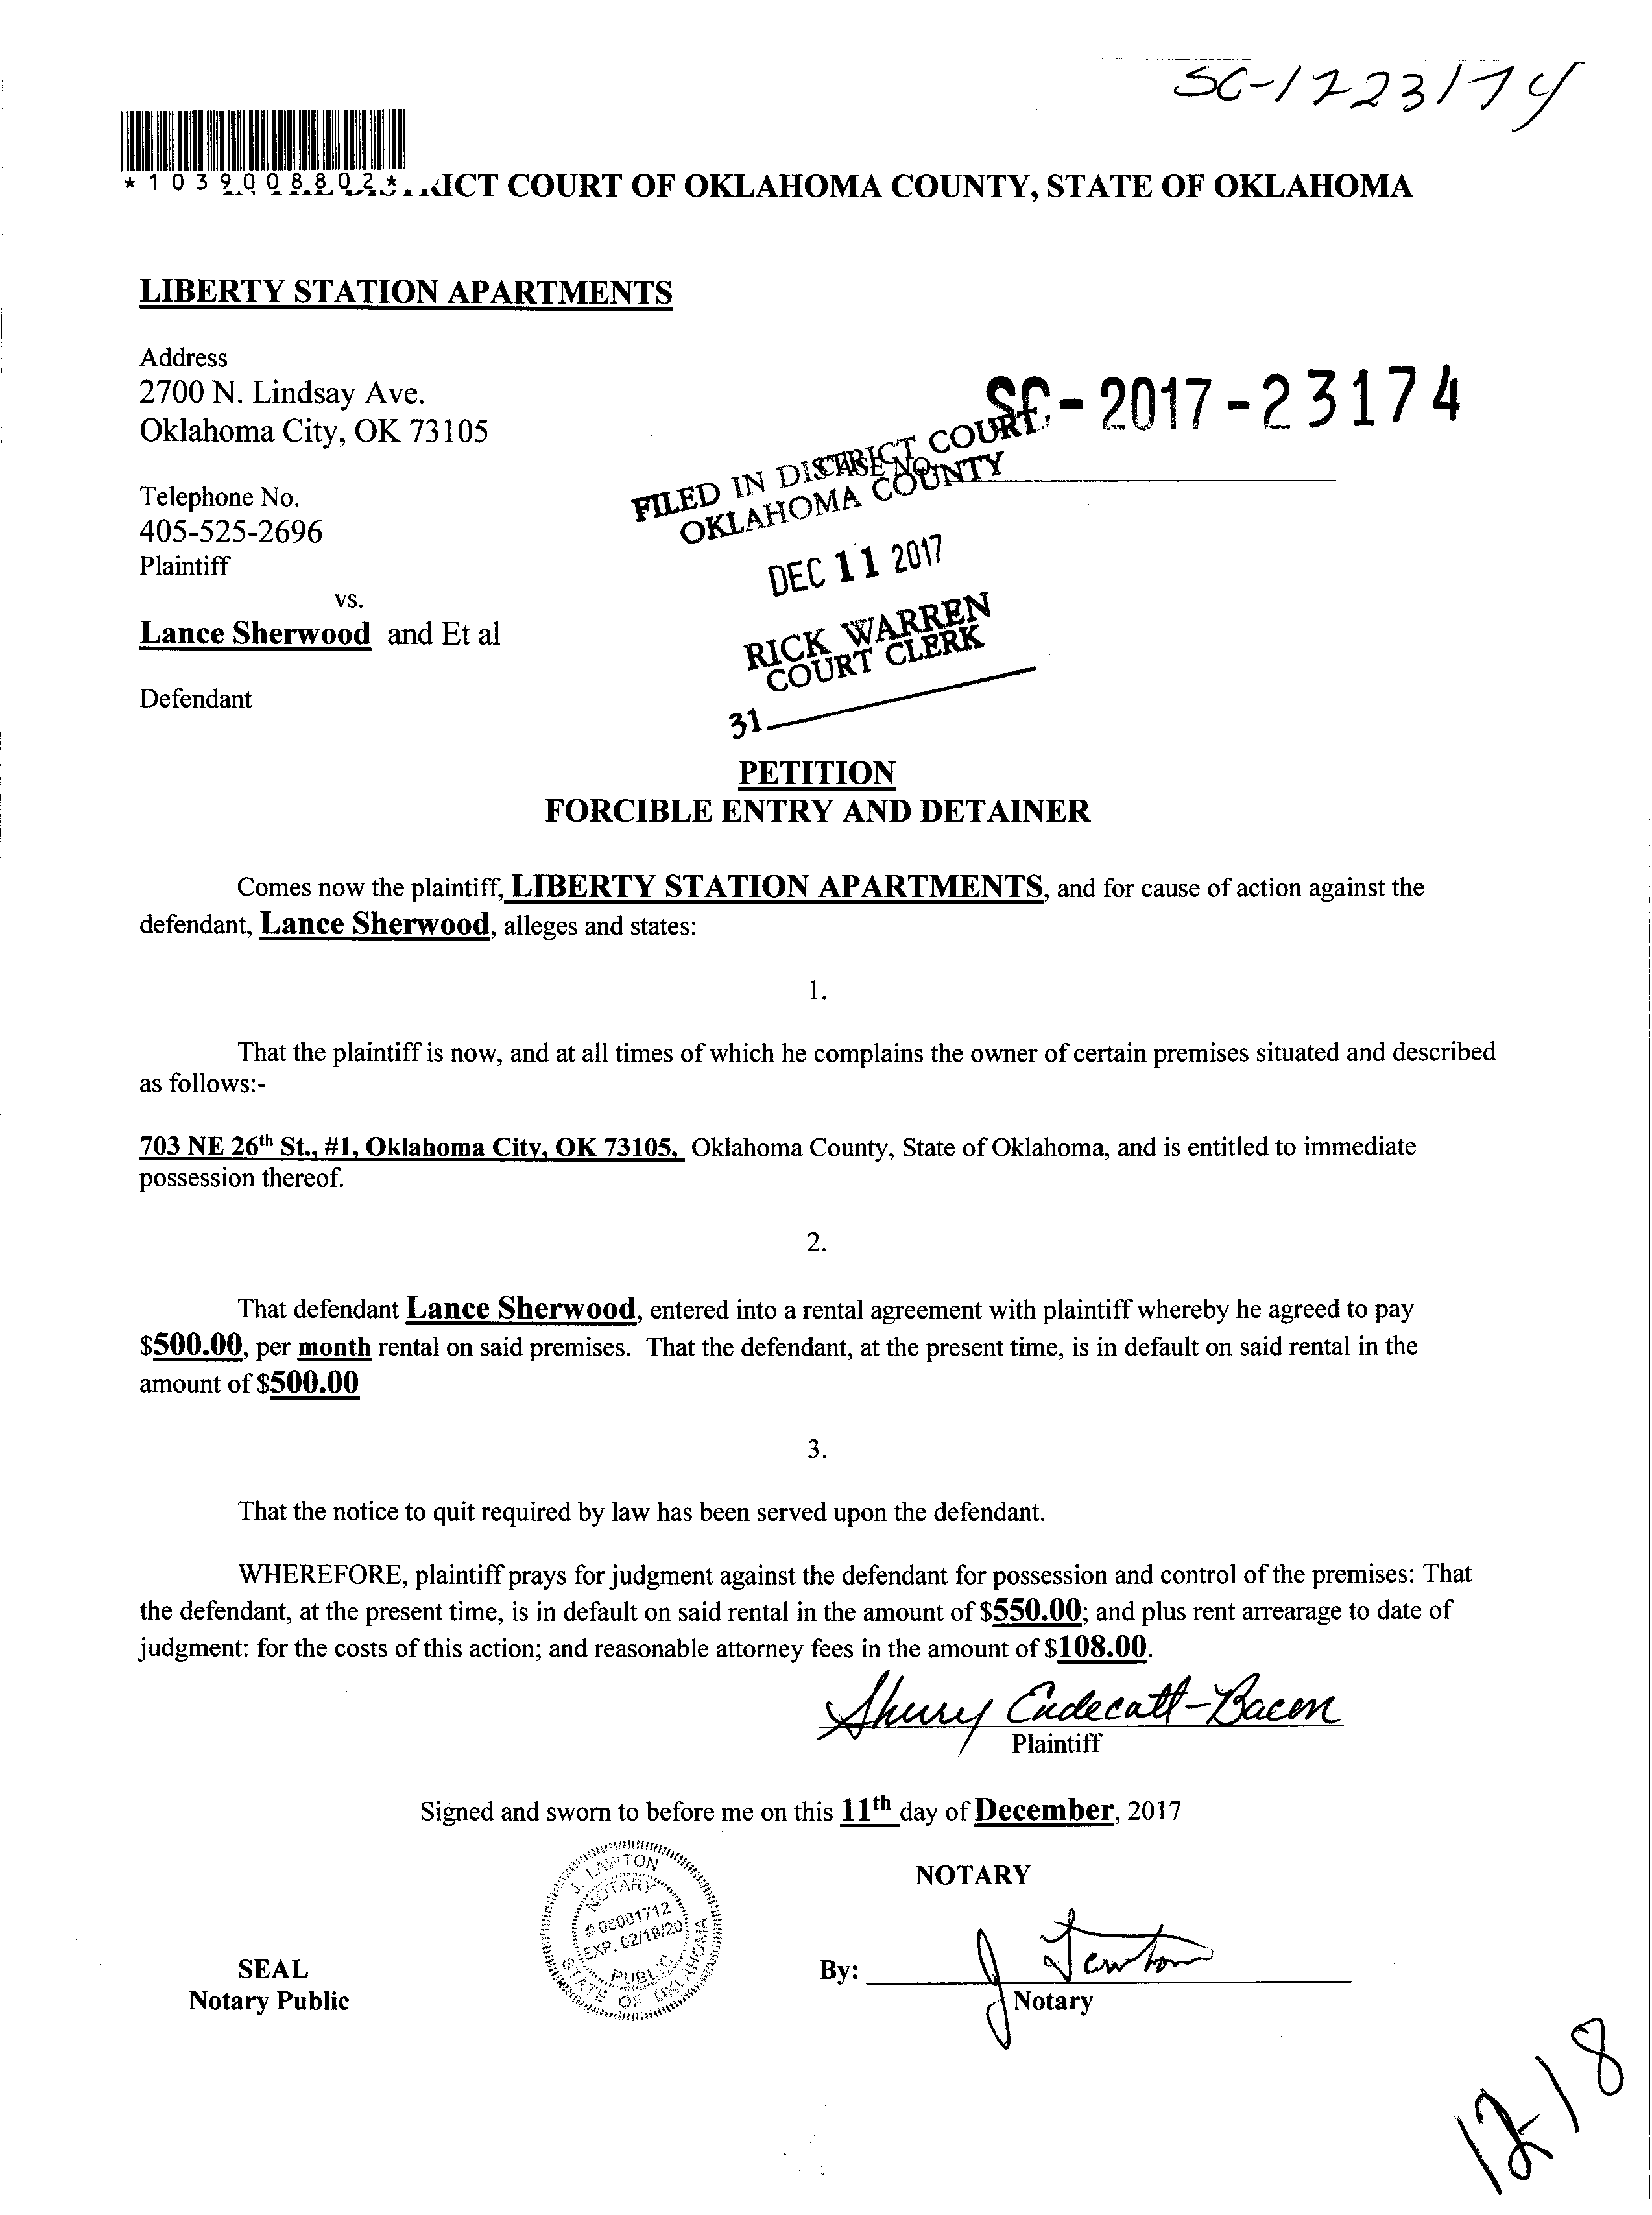 SC-1723174
*1039008802*
ICT COURT OF OKLAHOMA COUNTY, STATE OF OKLAHOMA
LIBERTY STATION APARTMENTS
Address
2700 N. Lindsay Ave.
Oklahoma City, OK 73105
SC-2017-23174
CASE NO.
FILED IN DISTRICT COURT
OKLAHOMA COUNTY
Telephone No.
405-525-2696
Plaintiff
DEC 11 2017
vs.
Lance Sherwood and Et al
RICK WARREN
COURT CLERK
Defendant
31
PETITION
FORCIBLE ENTRY AND DETAINER
Comes now the plaintiff, LIBERTY STATION APARTMENTS, and for cause of action against the
defendant, Lance Sherwood, alleges and states:
1.
That the plaintiff is now, and at all times of which he complains the owner of certain premises situated and described
as follows:-
703 NE 26th St., #1, Oklahoma City, OK 73105, Oklahoma County, State of Oklahoma, and is entitled to immediate
possession thereof.
2.
That defendant Lance Sherwood, entered into a rental agreement with plaintiff whereby he agreed to pay
$500.00, per month rental on said premises. That the defendant, at the present time, is in default on said rental in the
amount of $500.00
3.
That the notice to quit required by law has been served upon the defendant.
WHEREFORE, plaintiff prays for judgment against the defendant for possession and control of the premises: That
the defendant, at the present time, is in default on said rental in the amount of $550.00; and plus rent arrearage to date of
judgment: for the costs of this action; and reasonable attorney fees in the amount of $108.00.
Sherry Endecatt-Bacon
Plaintiff
Signed and sworn to before me on this 11th day of December, 2017
J. LAWTON
NOTARY
# 08001712
EXP. 02/19/20
PUBLIC
STATE OF OKLAHOMA
NOTARY
SEAL
Notary Public
By: J Lawton
Notary
12-18